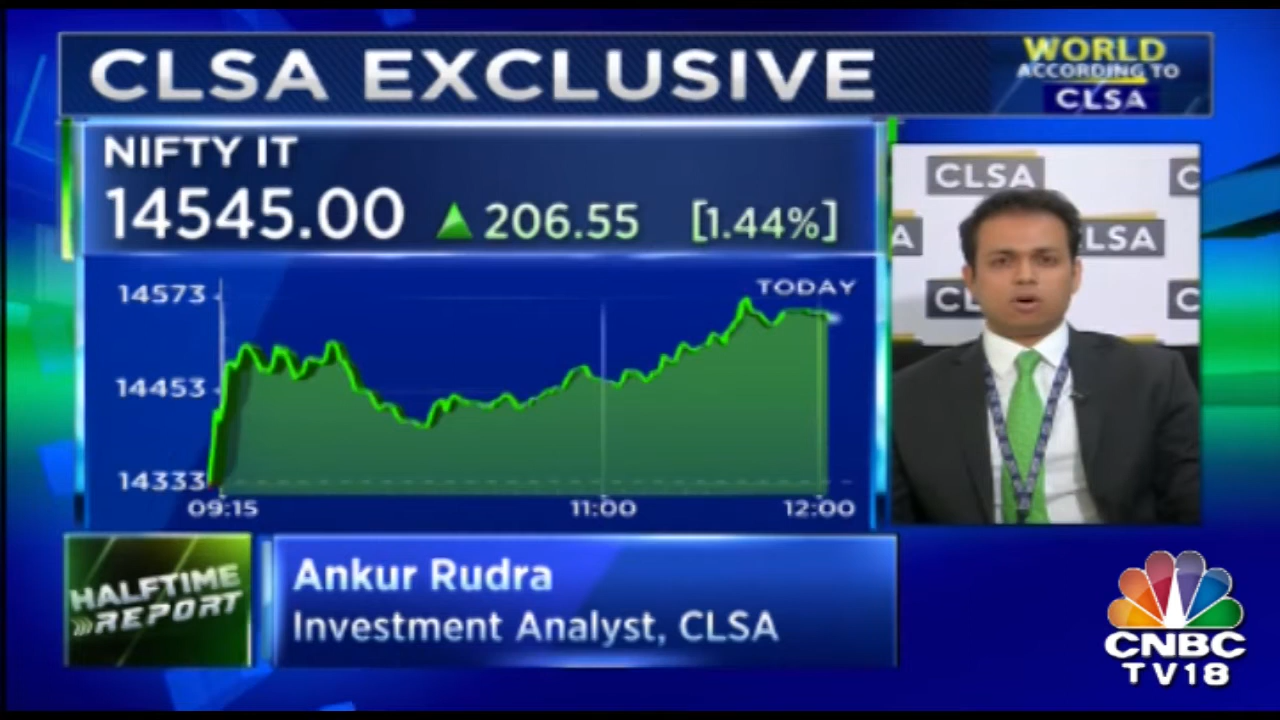 CLSA EXCLUSIVE
WORLD
ACCORDING TO
CLSA
NIFTY IT
14545.00 ▲ 206.55 [1.44%]
TODAY
14573
14453
14333
09:15 11:00 12:00
CLSA
C
A
CLSA
CL
C
HALFTIME
REPORT
Ankur Rudra
Investment Analyst, CLSA
CNBC
TV18